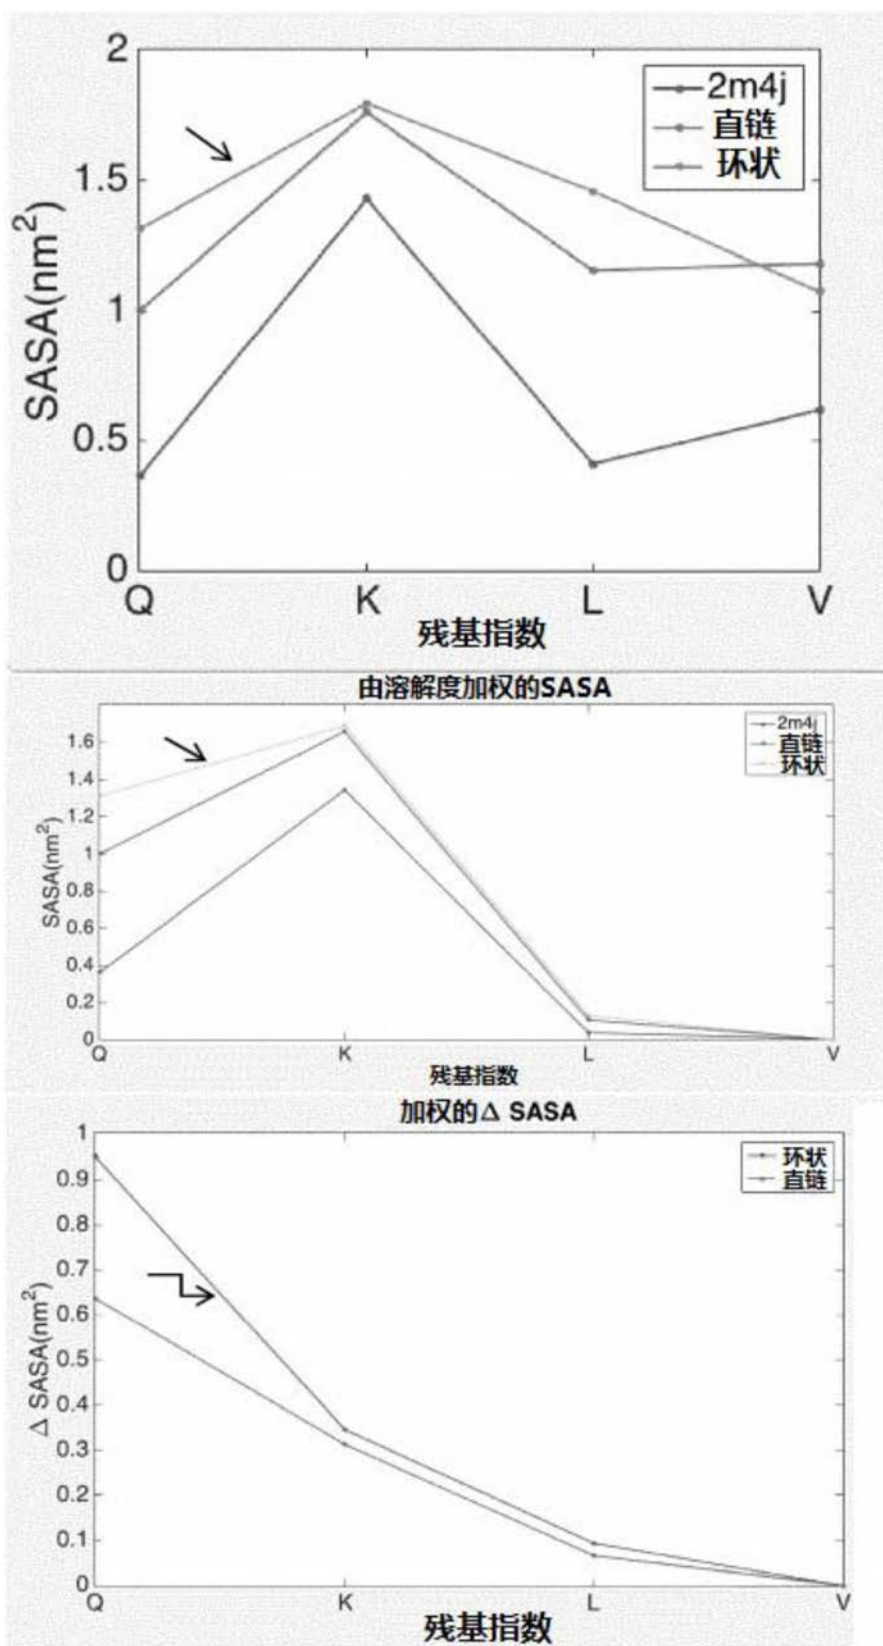 2
1.5
1
0.5
0
SASA(nm²)
2m4j
直链
环状
Q K L V
残基指数
由溶解度加权的SASA
1.6
1.4
1.2
1
0.8
0.6
0.4
0.2
0
SASA(nm²)
2m4j
直链
环状
Q K L V
残基指数
加权的△ SASA
1
0.9
0.8
0.7
0.6
0.5
0.4
0.3
0.2
0.1
0
△ SASA(nm²)
环状
直链
Q K L V
残基指数